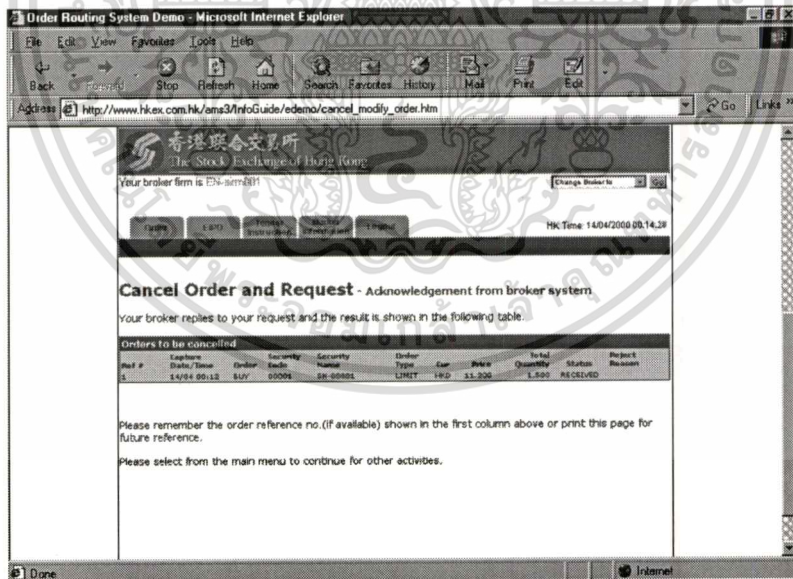 Order Routing System Demo - Microsoft Internet Explorer
File Edit View Favorites Tools Help
Back Forward Stop Refresh Home Search Favorites History Mail Print Edit
Address http://www.hkex.com.hk/ams3/InfoGuide/edemo/cancel_modify_order.htm Go Links »
香港聯合交易所
The Stock Exchange of Hong Kong
Your broker firm is
Change Broker to Go
HK Time: 14/04/2000 00:14:28
Cancel Order and Request - Acknowledgement from broker system
Your broker replies to your request and the result is shown in the following table.
Orders to be cancelled
Ref # Capture Date/Time Order Security Code Security Name Order Type Cur Price Total Quantity Status Reject Reason
1 14/04 00:12 BUY 00001 SN-00001 LIMIT HKD 11.200 1,500 RECEIVED
Please remember the order reference no.(if available) shown in the first column above or print this page for
future reference.
Please select from the main menu to continue for other activities.
Done Internet